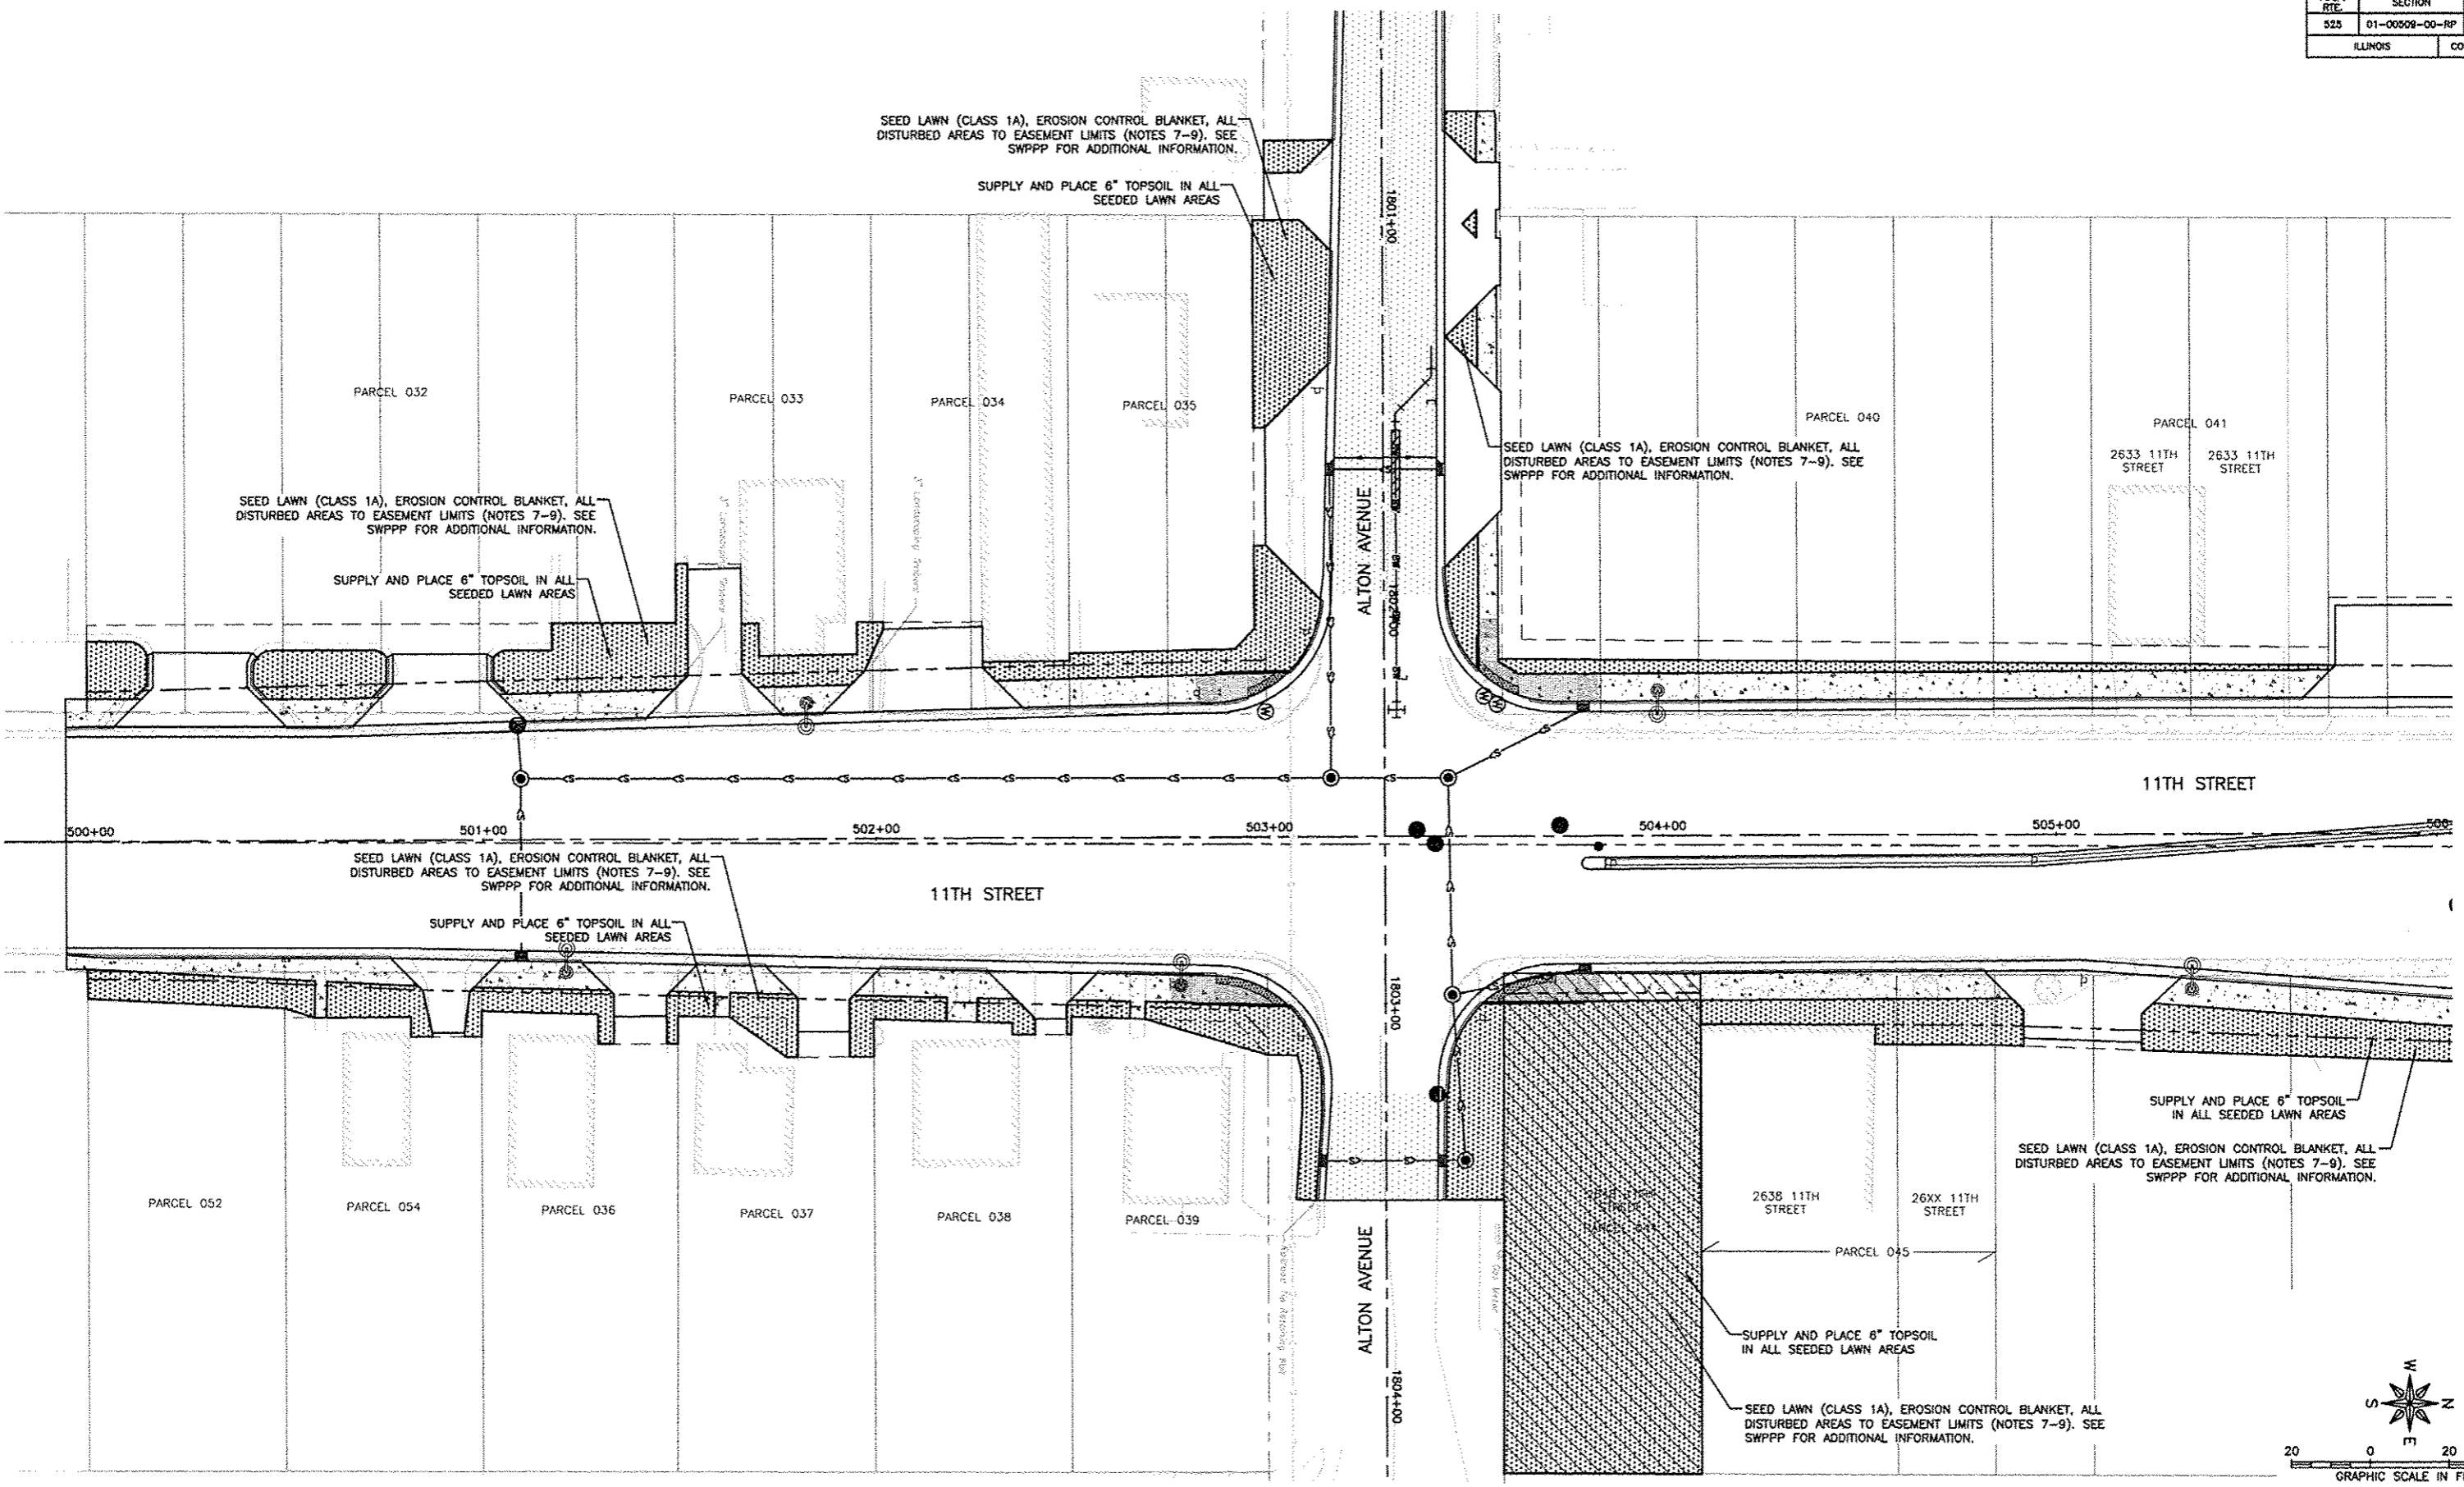 RTE.
SECTION
525
01-00509-00-RP
ILLINOIS
CO
SEED LAWN (CLASS 1A), EROSION CONTROL BLANKET, ALL
DISTURBED AREAS TO EASEMENT LIMITS (NOTES 7-9). SEE
SWPPP FOR ADDITIONAL INFORMATION.
SUPPLY AND PLACE 6" TOPSOIL IN ALL
SEEDED LAWN AREAS
1801+00
PARCEL 032
PARCEL 033
PARCEL 034
PARCEL 035
PARCEL 040
PARCEL 041
2633 11TH
STREET
2633 11TH
STREET
SEED LAWN (CLASS 1A), EROSION CONTROL BLANKET, ALL
DISTURBED AREAS TO EASEMENT LIMITS (NOTES 7-9). SEE
SWPPP FOR ADDITIONAL INFORMATION.
SEED LAWN (CLASS 1A), EROSION CONTROL BLANKET, ALL
DISTURBED AREAS TO EASEMENT LIMITS (NOTES 7-9). SEE
SWPPP FOR ADDITIONAL INFORMATION.
SUPPLY AND PLACE 6" TOPSOIL IN ALL
SEEDED LAWN AREAS
ALTON AVENUE
11TH STREET
500+00
501+00
502+00
503+00
504+00
505+00
SEED LAWN (CLASS 1A), EROSION CONTROL BLANKET, ALL
DISTURBED AREAS TO EASEMENT LIMITS (NOTES 7-9). SEE
SWPPP FOR ADDITIONAL INFORMATION.
11TH STREET
SUPPLY AND PLACE 6" TOPSOIL IN ALL
SEEDED LAWN AREAS
1803+00
SUPPLY AND PLACE 6" TOPSOIL
IN ALL SEEDED LAWN AREAS
SEED LAWN (CLASS 1A), EROSION CONTROL BLANKET, ALL
DISTURBED AREAS TO EASEMENT LIMITS (NOTES 7-9). SEE
SWPPP FOR ADDITIONAL INFORMATION.
PARCEL 052
PARCEL 054
PARCEL 036
PARCEL 037
PARCEL 038
PARCEL 039
2638 11TH
STREET
26XX 11TH
STREET
PARCEL 045
ALTON AVENUE
1804+00
SUPPLY AND PLACE 6" TOPSOIL
IN ALL SEEDED LAWN AREAS
SEED LAWN (CLASS 1A), EROSION CONTROL BLANKET, ALL
DISTURBED AREAS TO EASEMENT LIMITS (NOTES 7-9). SEE
SWPPP FOR ADDITIONAL INFORMATION.
W
S
N
E
20 0 20
GRAPHIC SCALE IN